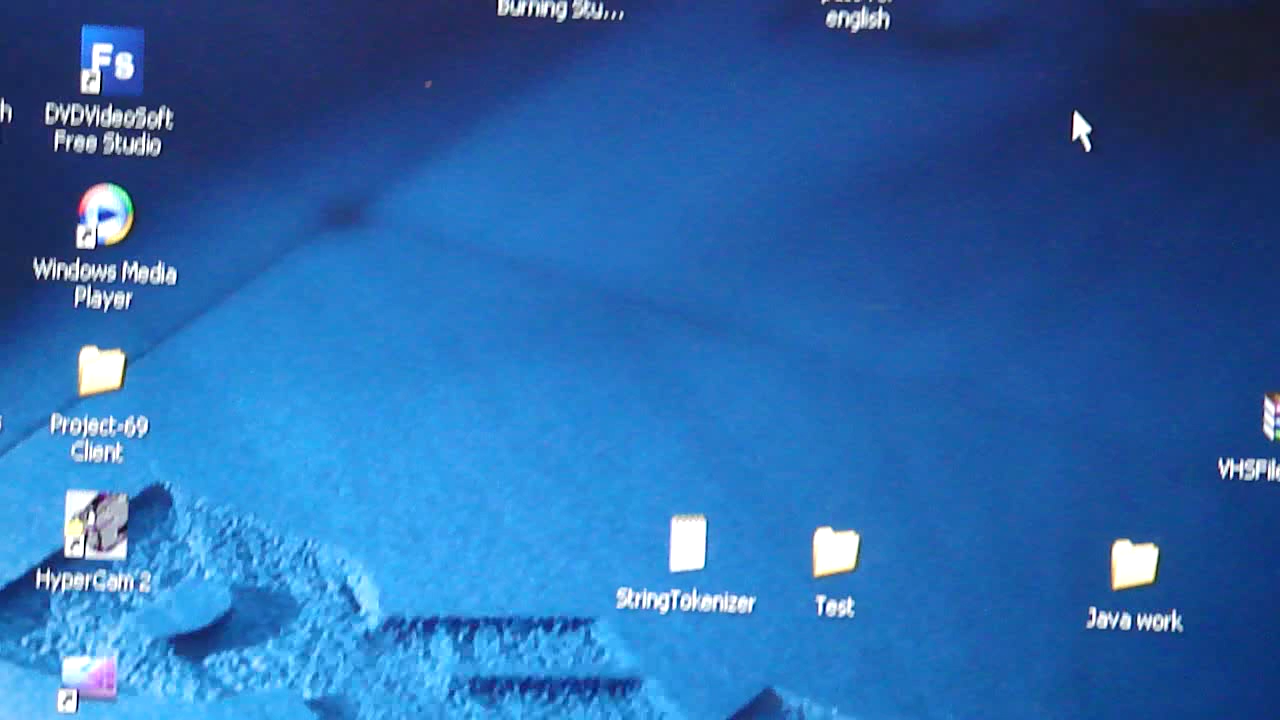 Burning Stu...
english
Fs
DVDVideoSoft
Free Studio
h
Windows Media
Player
Project-69
Client
VHSFile
HyperCam 2
StringTokenizer
Test
Java work